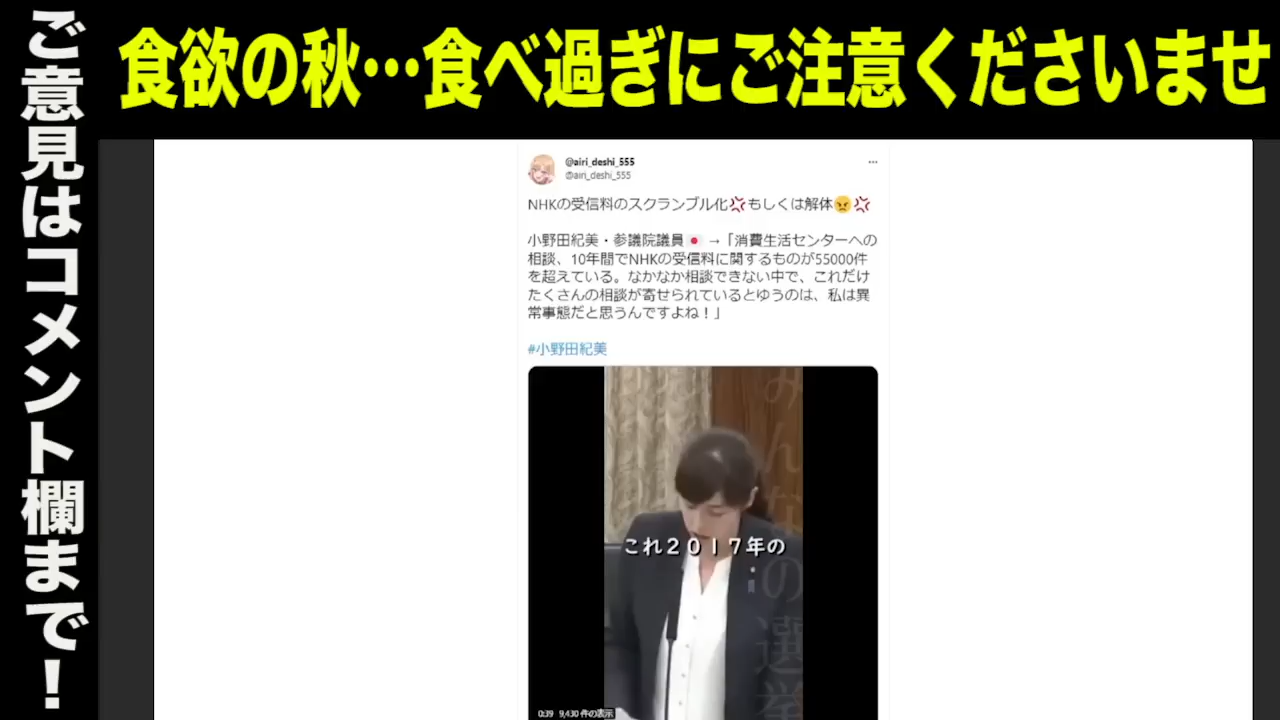 食欲の秋…食べ過ぎにご注意くださいませ
ご意見はコメント欄まで！
@airi_deshi_555
@airi_deshi_555
NHKの受信料のスクランブル化💢もしくは解体😠💢
小野田紀美・参議院議員🇯🇵→「消費生活センターへの
相談、10年間でNHKの受信料に関するものが55000件
を超えている。なかなか相談できない中で、これだけ
たくさんの相談が寄せられているとゆうのは、私は異
常事態だと思うんですよね！」
#小野田紀美
みんなの選挙
これ２０１７年の
0:39 9,430 件の表示